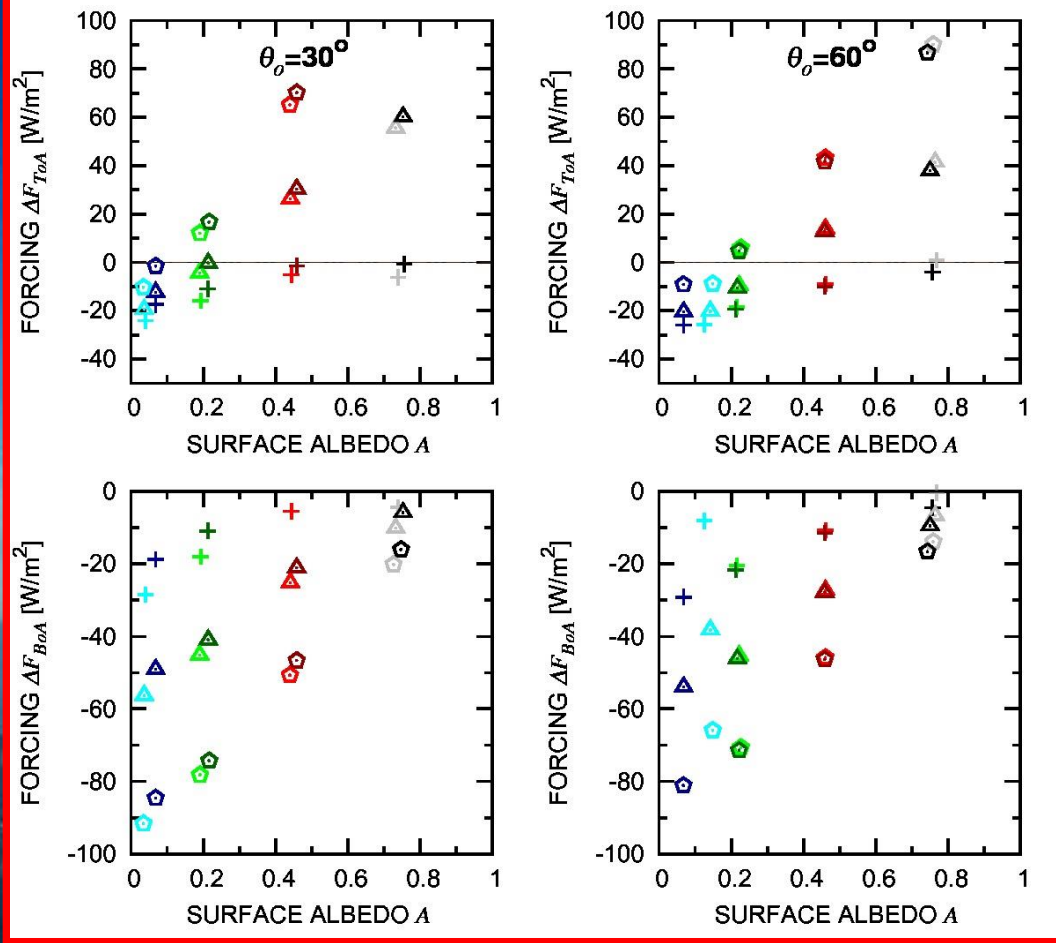 100
80
60
40
20
0
-20
-40
FORCING ΔF_ToA [W/m²]
θ_o=30°
0 0.2 0.4 0.6 0.8 1
SURFACE ALBEDO A
100
80
60
40
20
0
-20
-40
FORCING ΔF_ToA [W/m²]
θ_o=60°
0 0.2 0.4 0.6 0.8 1
SURFACE ALBEDO A
0
-20
-40
-60
-80
-100
FORCING ΔF_BoA [W/m²]
0 0.2 0.4 0.6 0.8 1
SURFACE ALBEDO A
0
-20
-40
-60
-80
-100
FORCING ΔF_BoA [W/m²]
0 0.2 0.4 0.6 0.8 1
SURFACE ALBEDO A